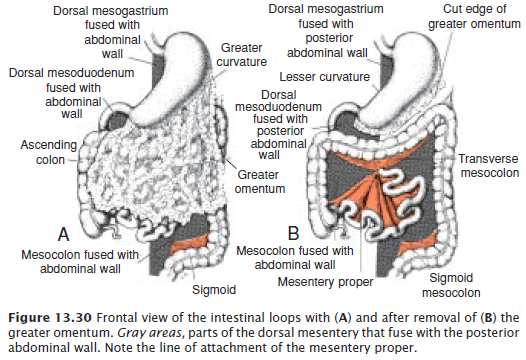 Dorsal mesogastrium
fused with
abdominal
wall
Dorsal mesoduodenum
fused with
abdominal
wall
Ascending
colon
Greater
curvature
Greater
omentum
A
Mesocolon fused with
abdominal wall
Sigmoid
Dorsal mesogastrium
fused with
posterior
abdominal wall
Cut edge of
greater omentum
Lesser curvature
Dorsal
mesoduodenum
fused with
posterior
abdominal
wall
Transverse
mesocolon
B
Mesocolon fused with
abdominal wall
Mesentery proper
Sigmoid
mesocolon
Figure 13.30 Frontal view of the intestinal loops with (A) and after removal of (B) the
greater omentum. Gray areas, parts of the dorsal mesentery that fuse with the posterior
abdominal wall. Note the line of attachment of the mesentery proper.